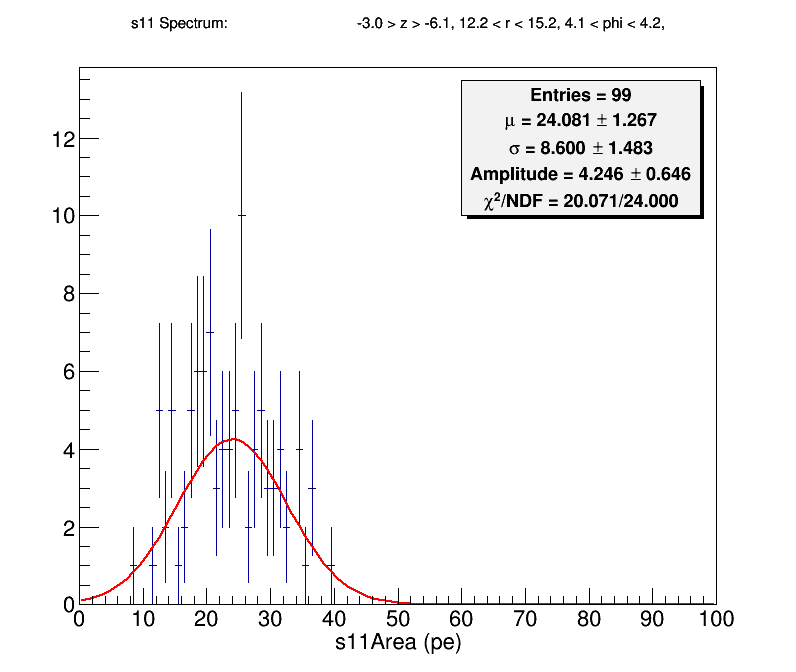 s11 Spectrum: -3.0 > z > -6.1, 12.2 < r < 15.2, 4.1 < phi < 4.2,
Entries = 99
μ = 24.081 ± 1.267
σ = 8.600 ± 1.483
Amplitude = 4.246 ± 0.646
χ²/NDF = 20.071/24.000
12
10
8
6
4
2
0
0 10 20 30 40 50 60 70 80 90 100
s11Area (pe)